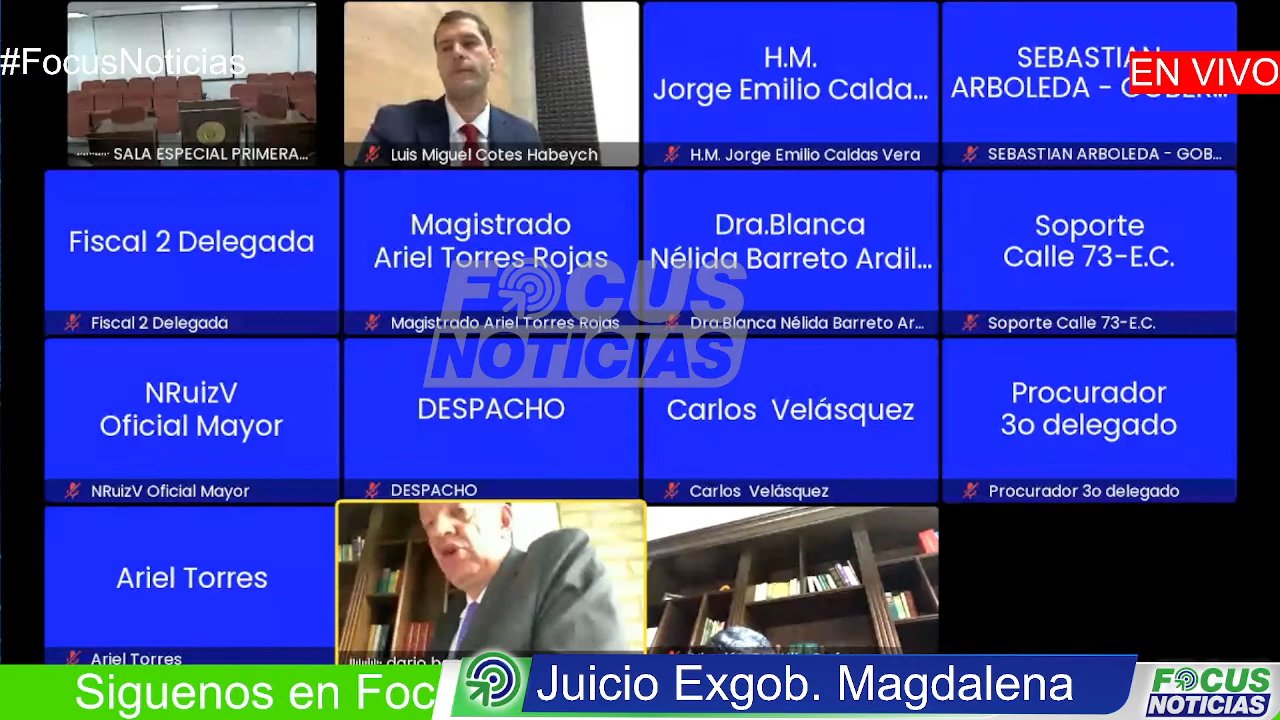 #FocusNoticias
EN VIVO
SALA ESPECIAL PRIMERA...
Luis Miguel Cotes Habeych
H.M.
Jorge Emilio Calda...
H.M. Jorge Emilio Caldas Vera
SEBASTIAN
ARBOLEDA - GOBER...
SEBASTIAN ARBOLEDA - GOB...
Fiscal 2 Delegada
Fiscal 2 Delegada
Magistrado
Ariel Torres Rojas
Magistrado Ariel Torres Rojas
Dra.Blanca
Nélida Barreto Ardil...
Dra.Blanca Nélida Barreto Ar...
Soporte
Calle 73-E.C.
Soporte Calle 73-E.C.
FOCUS
NOTICIAS
NRuizV
Oficial Mayor
NRuizV Oficial Mayor
DESPACHO
DESPACHO
Carlos Velásquez
Carlos Velásquez
Procurador
3o delegado
Procurador 3o delegado
Ariel Torres
Ariel Torres
dario
Siguenos en Foc
Juicio Exgob. Magdalena
FOCUS
NOTICIAS